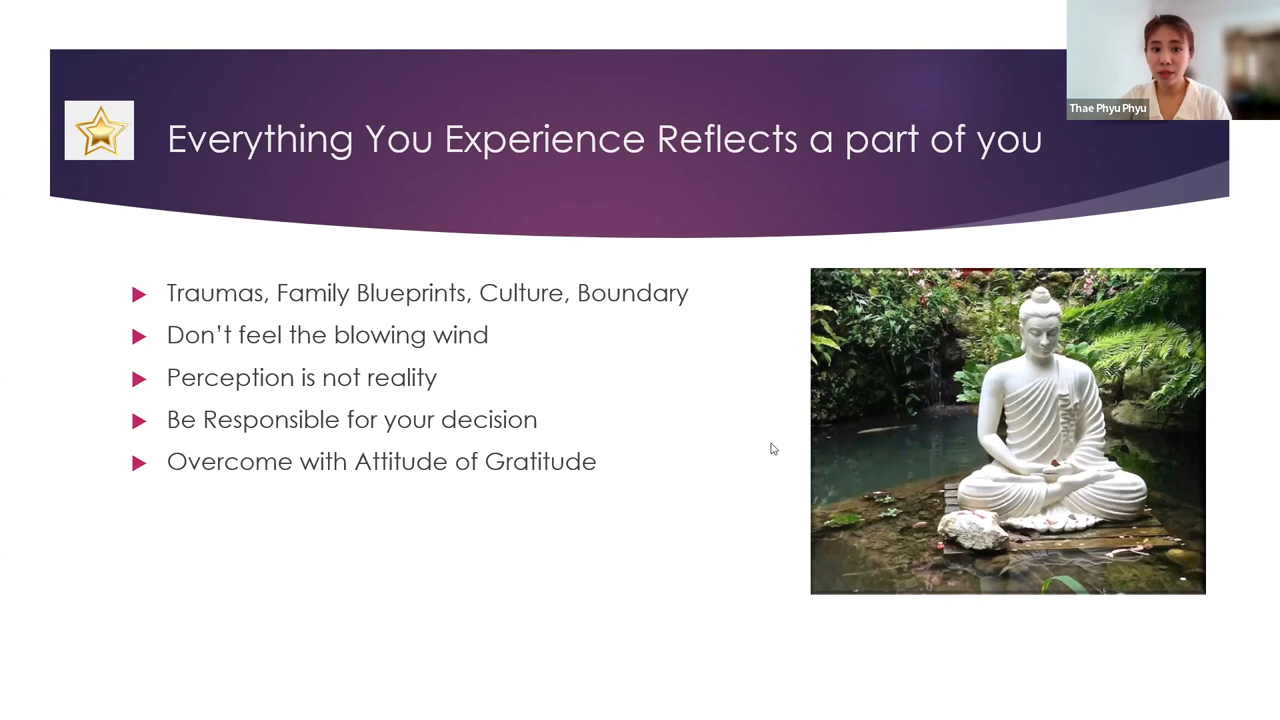 Thae Phyu Phyu
Everything You Experience Reflects a part of you
Traumas, Family Blueprints, Culture, Boundary
Don’t feel the blowing wind
Perception is not reality
Be Responsible for your decision
Overcome with Attitude of Gratitude